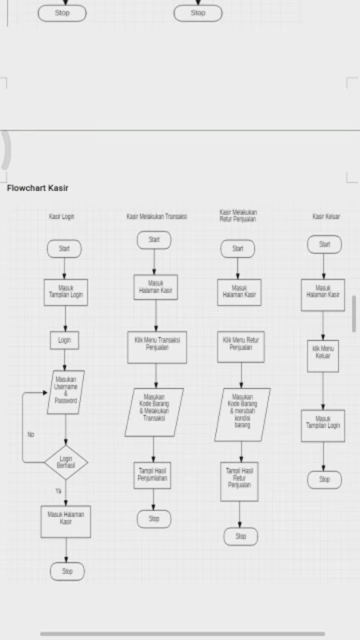 Stop
Stop
Flowchart Kasir
Kasir Login
Start
Masuk
Tampilan Login
Login
Masukan
Username
&
Password
No
Login
Berhasil
Ya
Masuk Halaman
Kasir
Stop
Kasir Melakukan Transaksi
Start
Masuk
Halaman Kasir
Klik Menu Transaksi
Penjualan
Masukan
Kode Barang
& Melakukan
Transaksi
Tampil Hasil
Penjumlahan
Stop
Kasir Melakukan
Retur Penjualan
Start
Masuk
Halaman Kasir
Klik Menu Retur
Penjualan
Masukan
Kode Barang
& merubah
kondisi
barang
Tampil Hasil
Retur
Penjualan
Stop
Kasir Keluar
Start
Masuk
Halaman Kasir
klik Menu
Keluar
Masuk
Tampilan Login
Stop